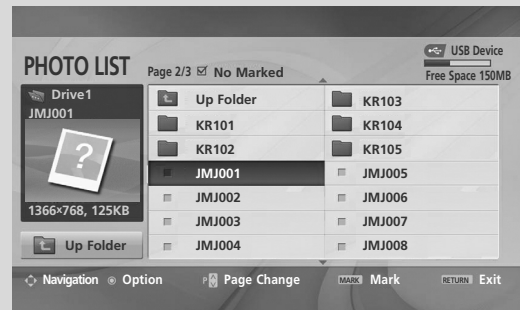 USB Device
PHOTO LIST
Page 2/3 No Marked
Free Space 150MB
Drive1
JMJ001
?
1366×768, 125KB
Up Folder
Up Folder
KR101
KR102
JMJ001
JMJ002
JMJ003
JMJ004
KR103
KR104
KR105
JMJ005
JMJ006
JMJ007
JMJ008
Navigation Option P Page Change MARK Mark RETURN Exit